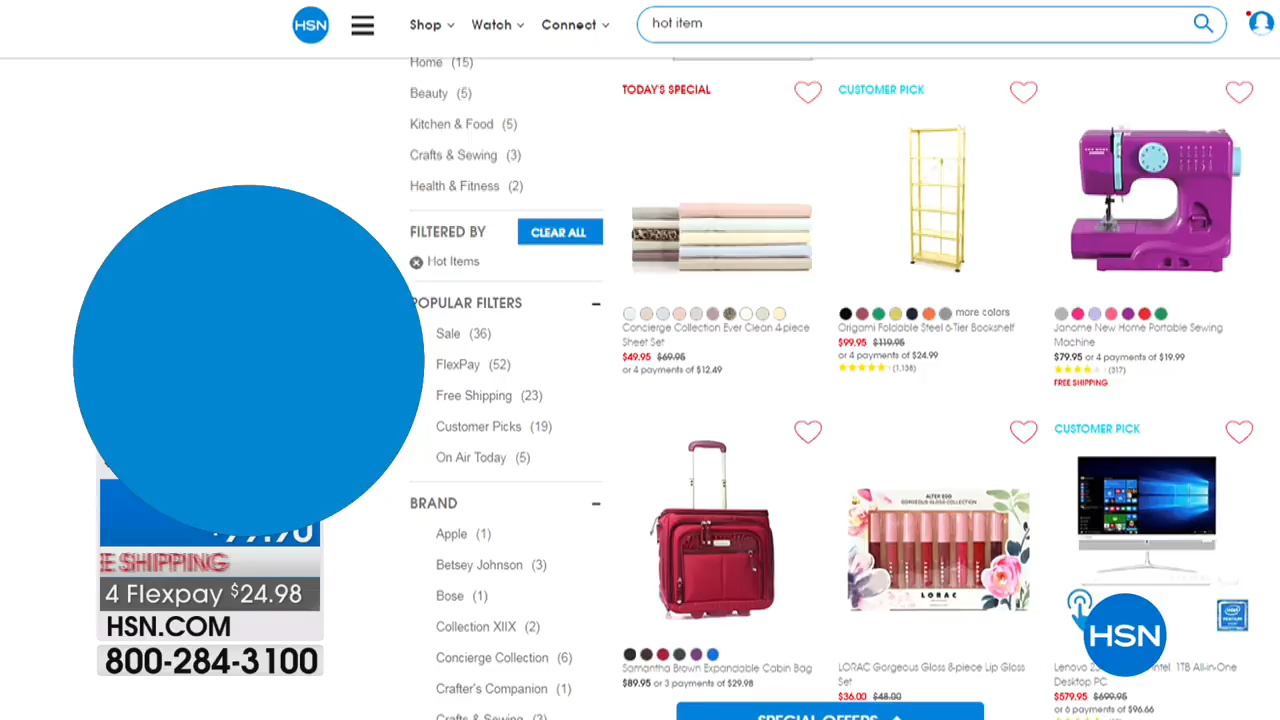 HSN
Shop
Watch
Connect
hot item
Home (15)
Beauty (5)
Kitchen & Food (5)
Crafts & Sewing (3)
Health & Fitness (2)
FILTERED BY
CLEAR ALL
Hot Items
POPULAR FILTERS
Sale (36)
FlexPay (52)
Free Shipping (23)
Customer Picks (19)
On Air Today (5)
BRAND
Apple (1)
Betsey Johnson (3)
Bose (1)
Collection XIIX (2)
Concierge Collection (6)
Crafter's Companion (1)
Crafts & Sewing (3)
TODAY'S SPECIAL
Concierge Collection Ever Clean 4-piece
Sheet Set
$49.95 $69.95
or 4 payments of $12.49
CUSTOMER PICK
more colors
Origami Foldable Steel 6-Tier Bookshelf
$99.95 $119.95
or 4 payments of $24.99
(1,138)
Janome New Home Portable Sewing
Machine
$79.95 or 4 payments of $19.99
(317)
FREE SHIPPING
Samantha Brown Expandable Cabin Bag
$89.95 or 3 payments of $29.98
ALTER EGO
GORGEOUS GLOSS COLLECTION
LORAC
LORAC Gorgeous Gloss 8-piece Lip Gloss
Set
$36.00 $48.00
CUSTOMER PICK
intel
HSN
Lenovo 23 Intel 1TB All-in-One
Desktop PC
$579.95 $699.95
or 6 payments of $96.66
SPECIAL OFFERS
E SHIPPING
4 Flexpay $24.98
HSN.COM
800-284-3100